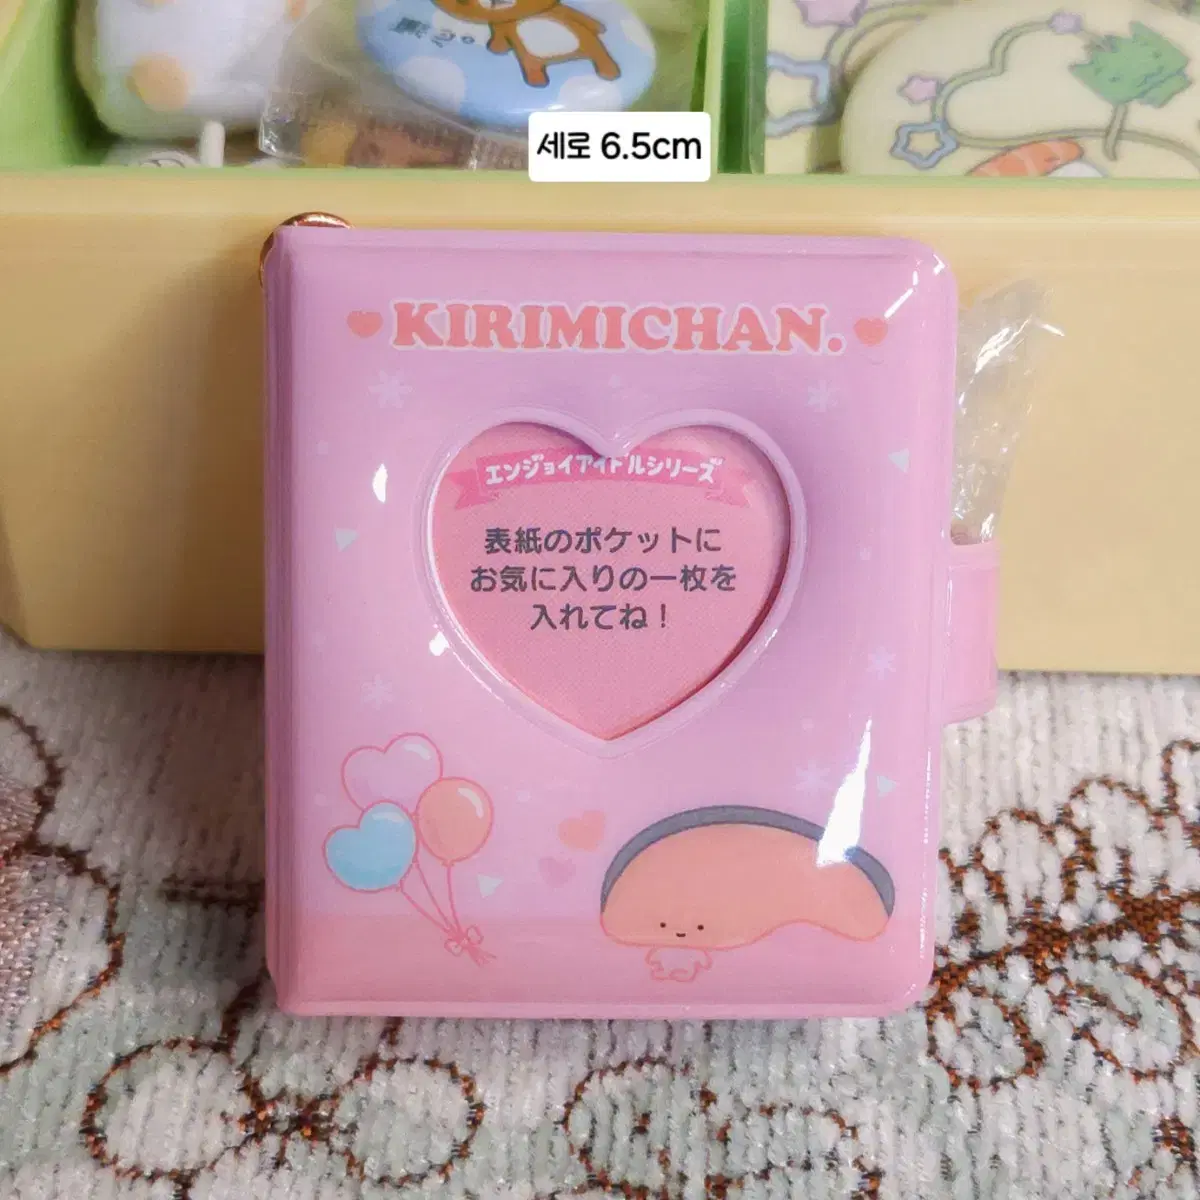 세로 6.5cm
KIRIMICHAN.
エンジョイアイドルシリーズ
表紙のポケットに
お気に入りの一枚を
入れてね！